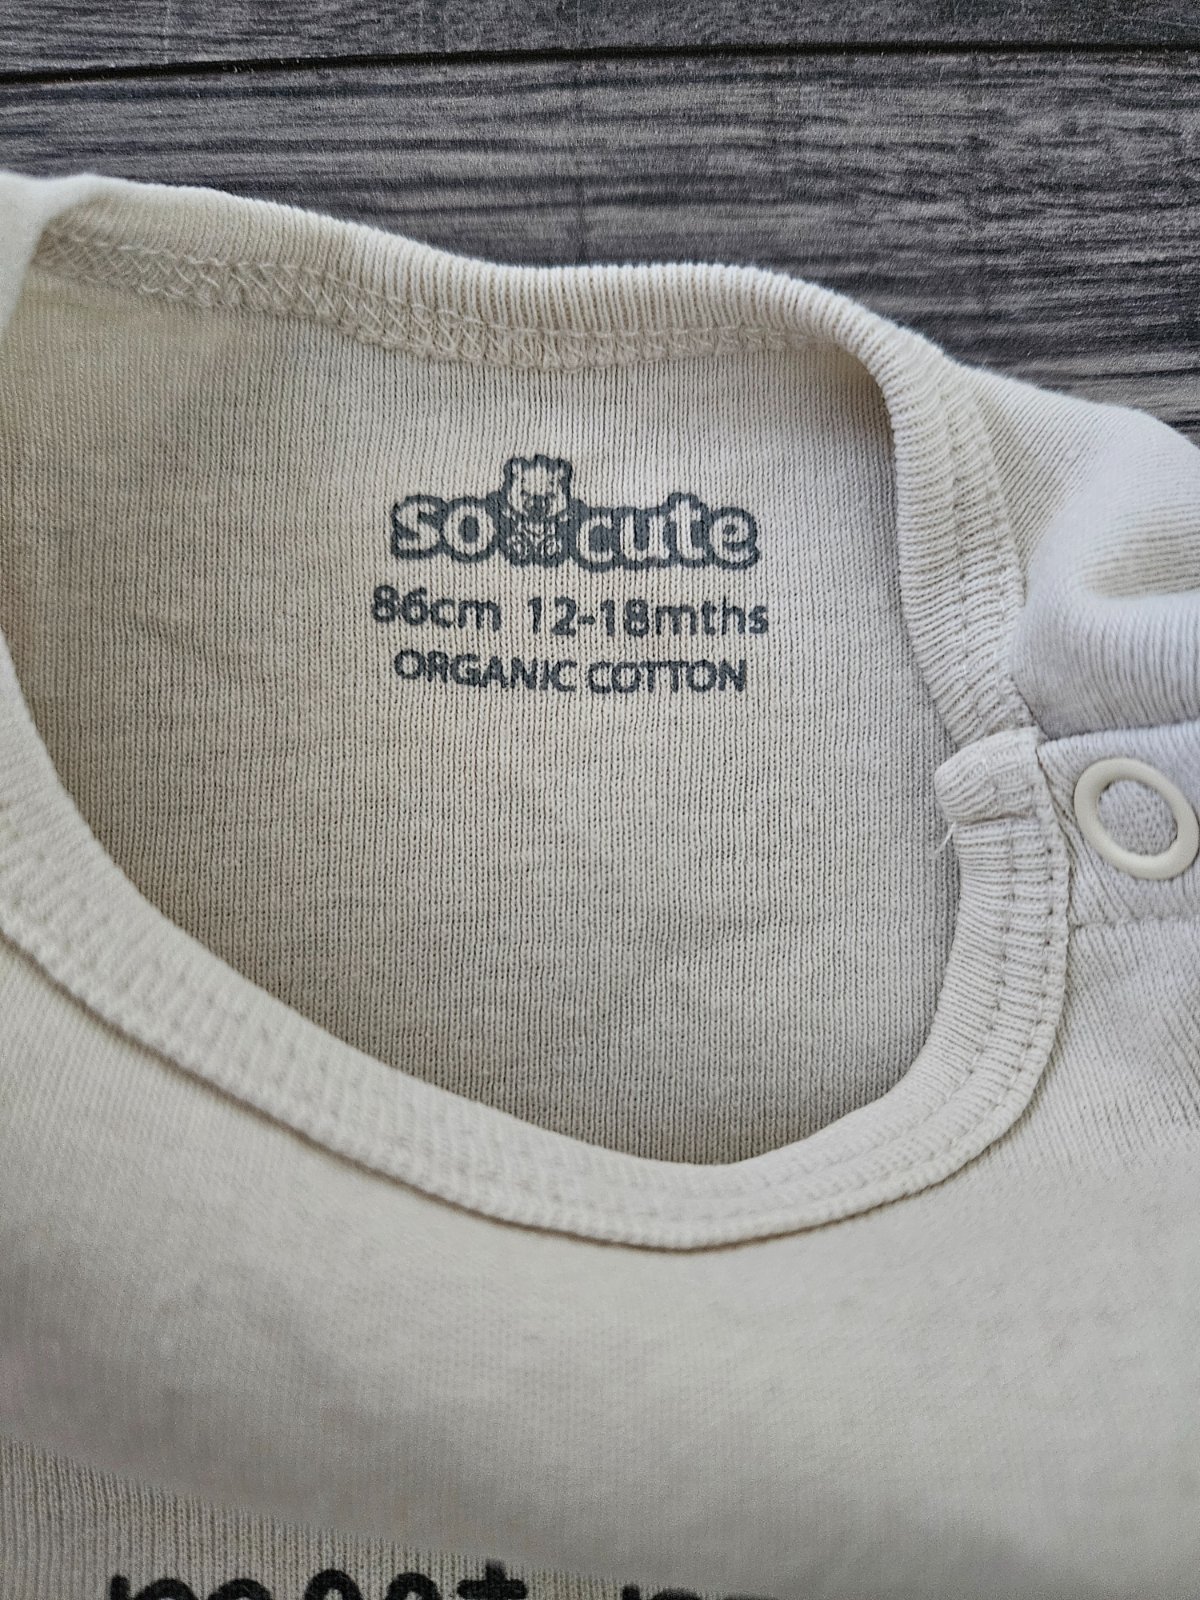 so cute
86cm 12-18mths
ORGANIC COTTON